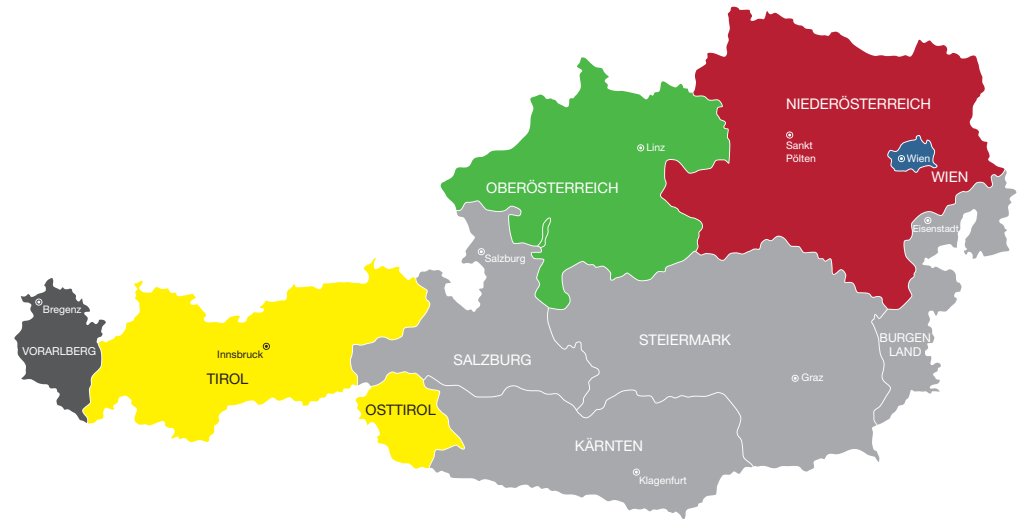 NIEDERÖSTERREICH
Sankt
Pölten
Linz
Wien
WIEN
OBERÖSTERREICH
Eisenstadt
Salzburg
Bregenz
VORARLBERG
Innsbruck
TIROL
SALZBURG
STEIERMARK
BURGEN
LAND
Graz
OSTTIROL
KÄRNTEN
Klagenfurt